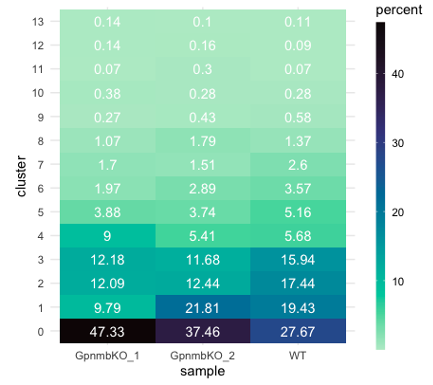 percent
13 0.14 0.1 0.11
12 0.14 0.16 0.09
11 0.07 0.3 0.07
10 0.38 0.28 0.28
9 0.27 0.43 0.58
8 1.07 1.79 1.37
7 1.7 1.51 2.6
6 1.97 2.89 3.57
5 3.88 3.74 5.16
4 9 5.41 5.68
3 12.18 11.68 15.94
2 12.09 12.44 17.44
1 9.79 21.81 19.43
0 47.33 37.46 27.67
GpnmbKO_1 GpnmbKO_2 WT
sample
cluster
40
30
20
10